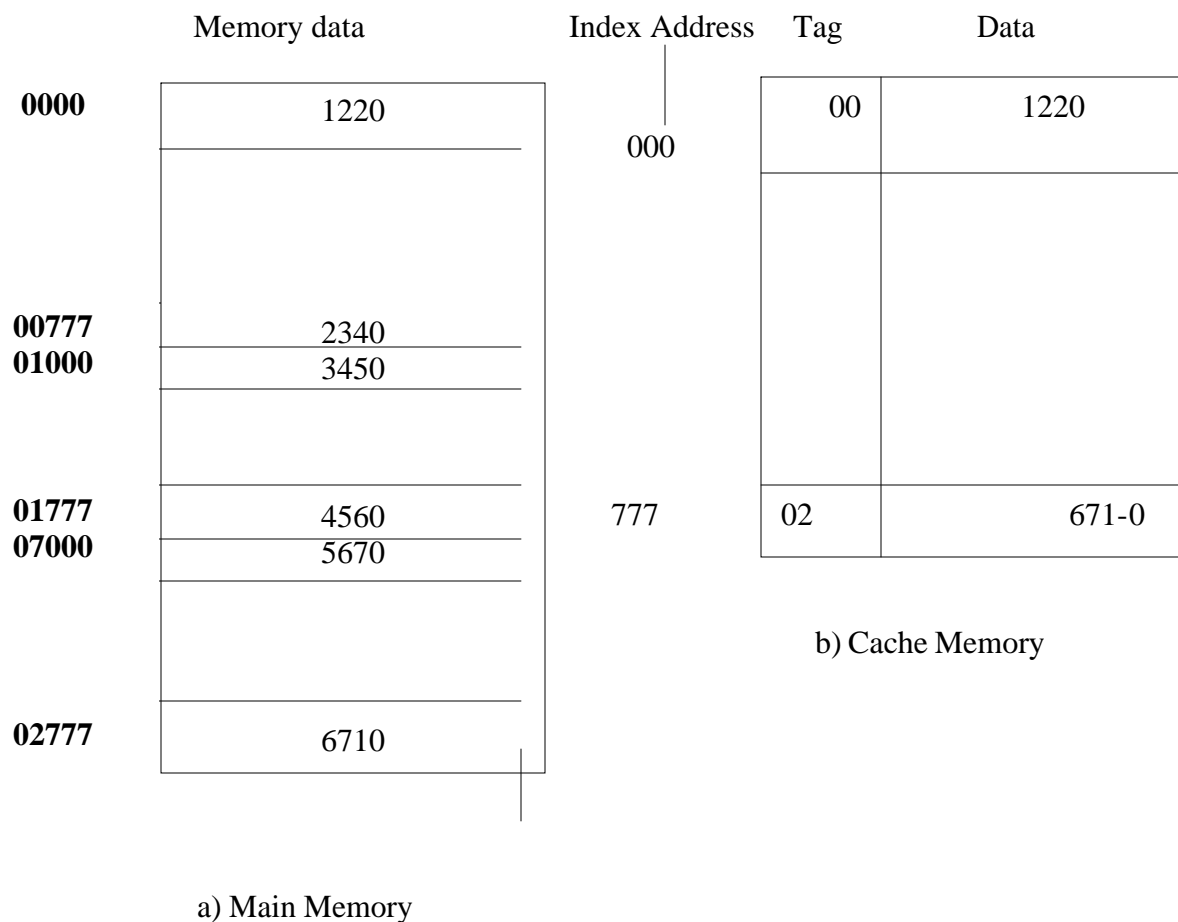 Memory data Index Address Tag Data
0000 1220 00 1220
000
00777 2340
01000 3450
01777 4560 777 02 671-0
07000 5670
b) Cache Memory
02777 6710
a) Main Memory